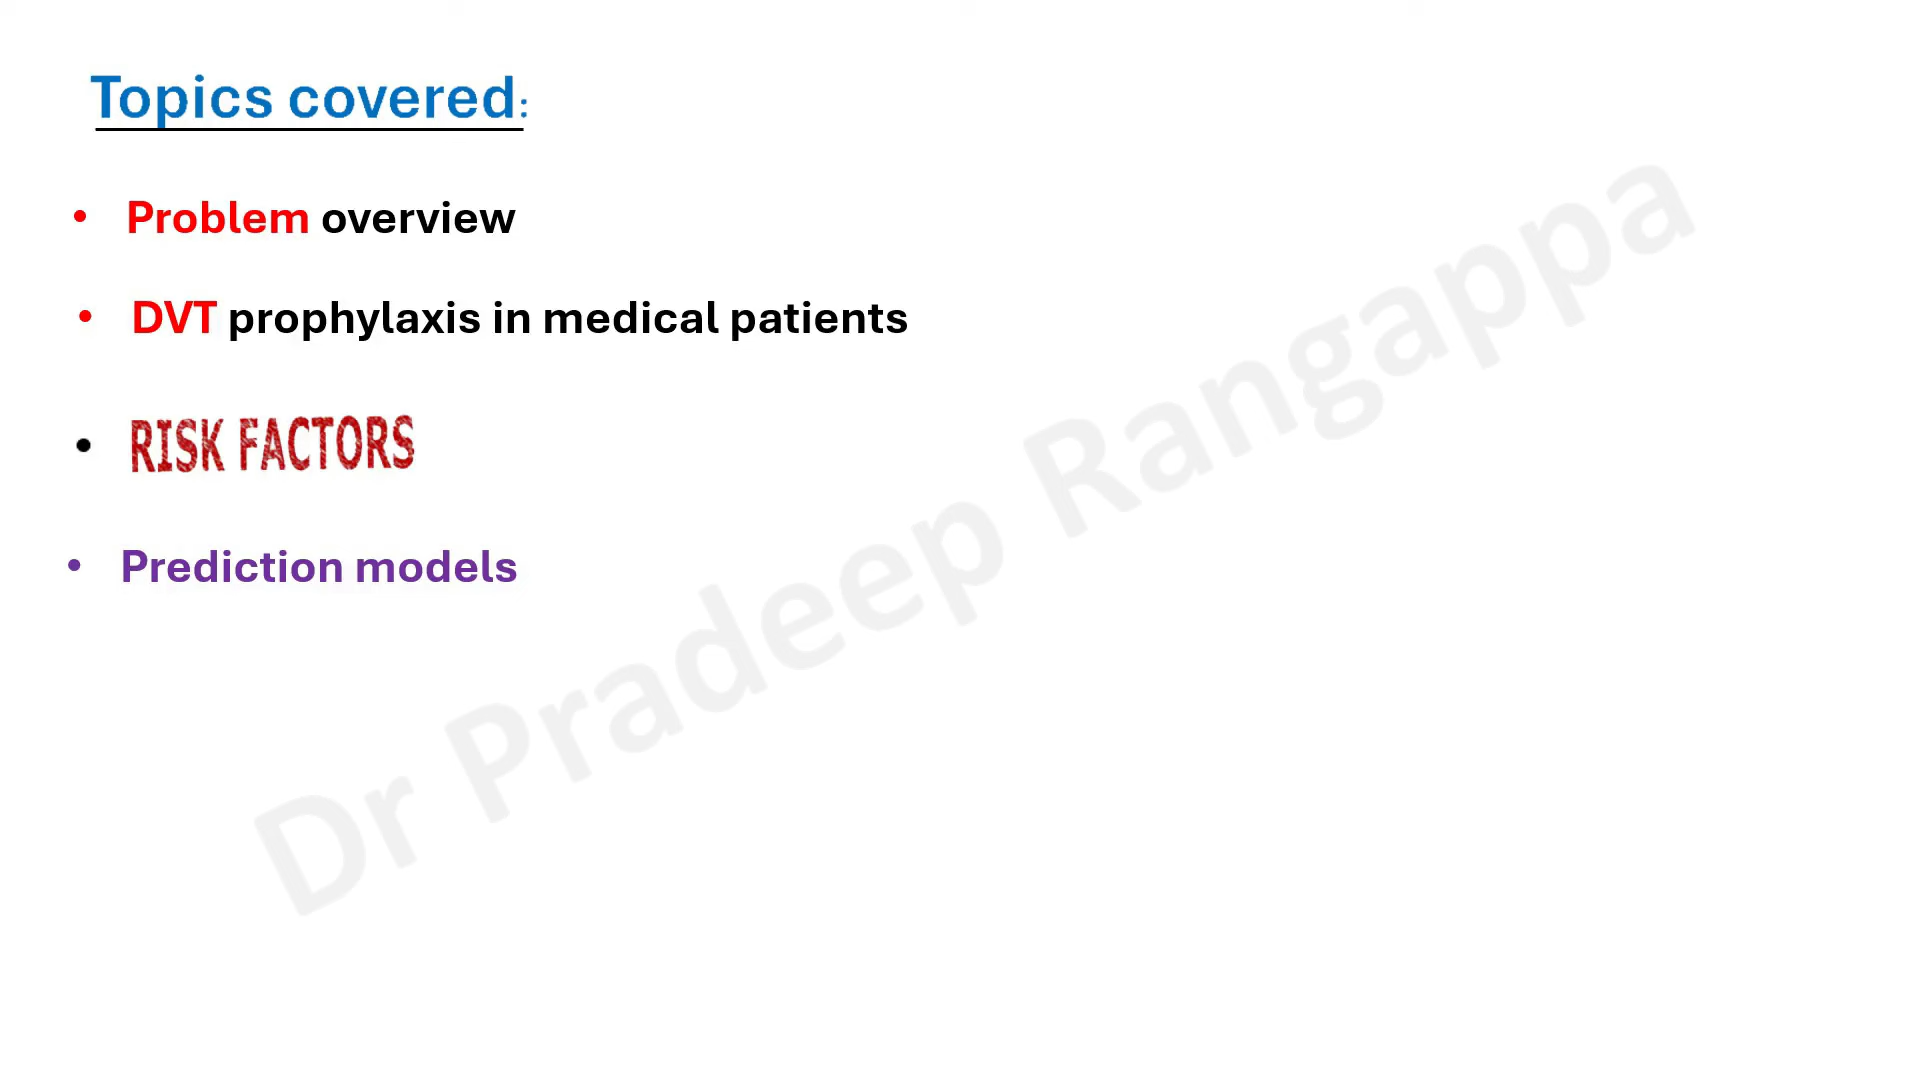 Topics covered:
• Problem overview
• DVT prophylaxis in medical patients
• RISK FACTORS
• Prediction models
Dr Pradeep Rangappa